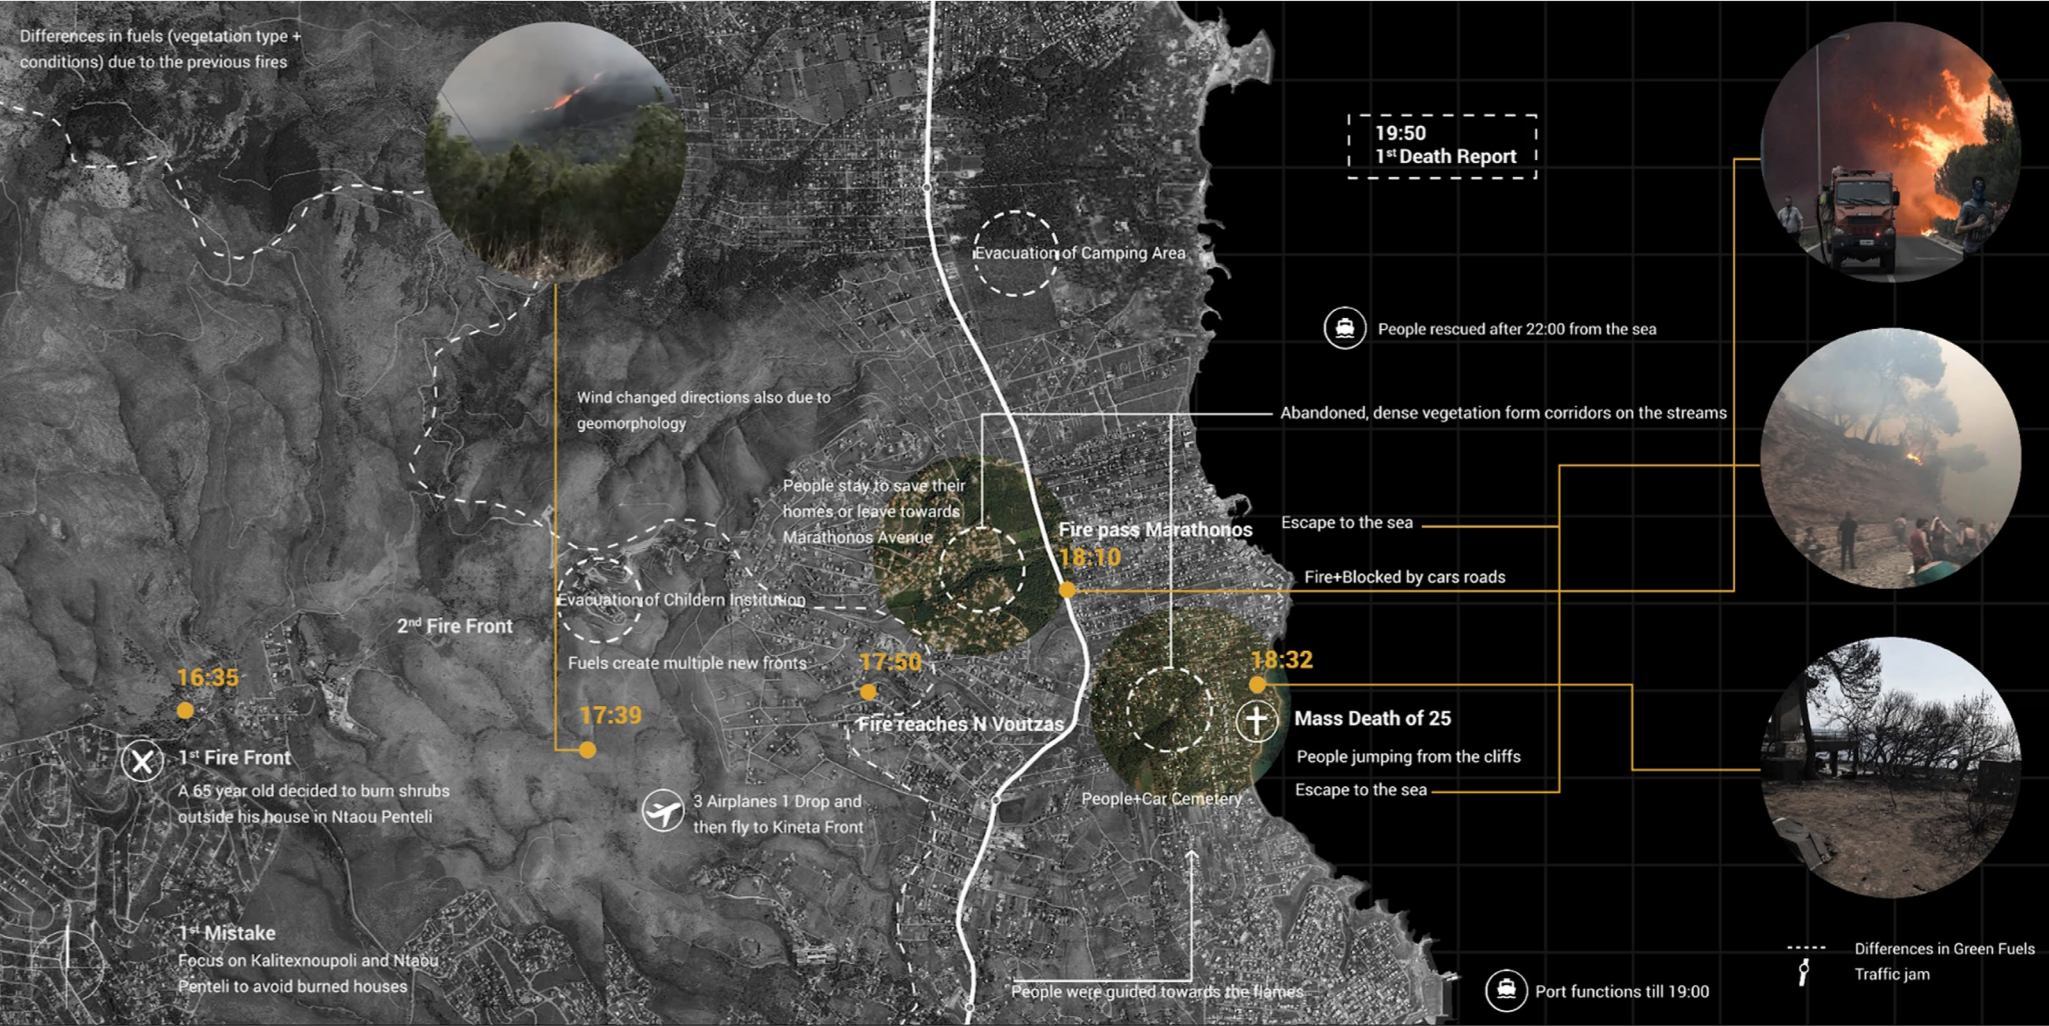 Differences in fuels (vegetation type +
conditions) due to the previous fires
19:50
1st Death Report
Evacuation of Camping Area
People rescued after 22:00 from the sea
Wind changed directions also due to
geomorphology
Abandoned, dense vegetation form corridors on the streams
People stay to save their
homes or leave towards
Marathonos Avenue
Fire pass Marathonos
18:10
Escape to the sea
Fire+Blocked by cars roads
Evacuation of Childern Institution
2nd Fire Front
Fuels create multiple new fronts
17:50
Fire reaches N Voutzas
18:32
Mass Death of 25
People jumping from the cliffs
Escape to the sea
16:35
17:39
1st Fire Front
A 65 year old decided to burn shrubs
outside his house in Ntaou Penteli
3 Airplanes 1 Drop and
then fly to Kineta Front
People+Car Cemetery
1st Mistake
Focus on Kalitexnoupoli and Ntaou
Penteli to avoid burned houses
People were guided towards the flames
Port functions till 19:00
Differences in Green Fuels
Traffic jam